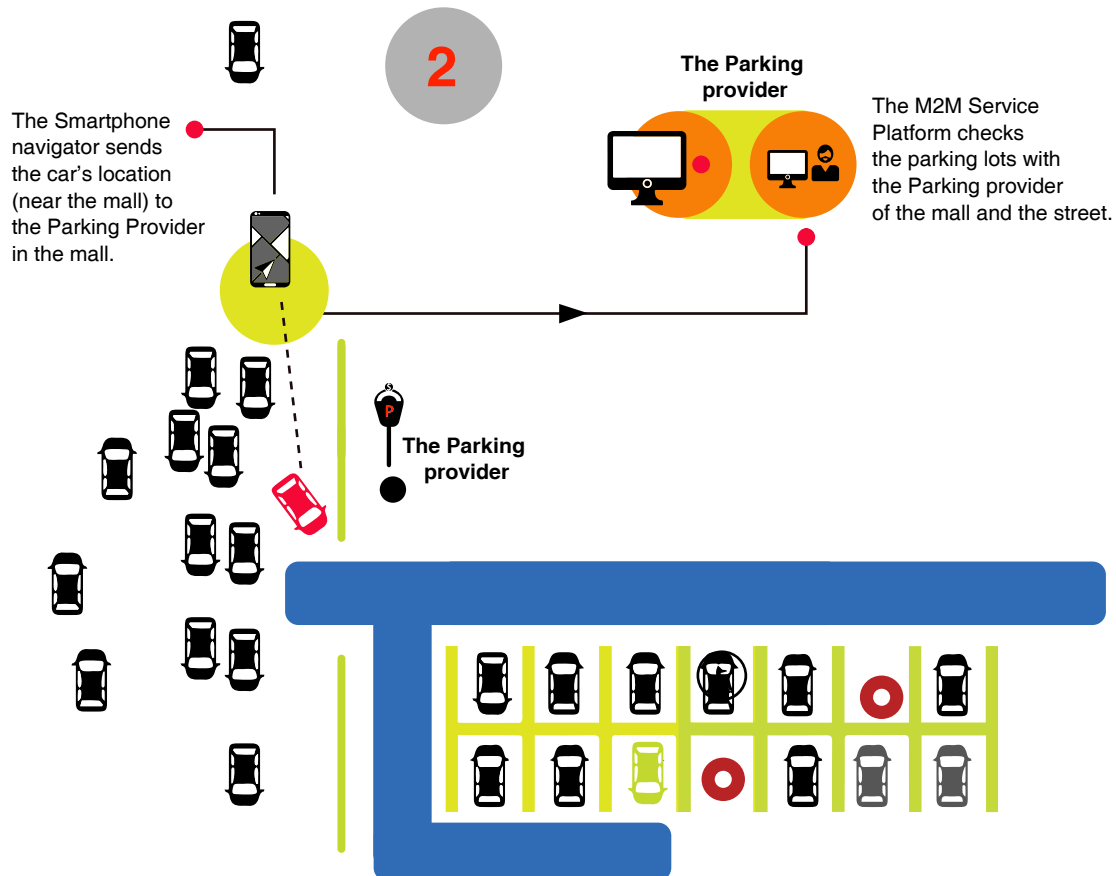 2
The Parking
provider
The Smartphone
navigator sends
the car's location
(near the mall) to
the Parking Provider
in the mall.
The M2M Service
Platform checks
the parking lots with
the Parking provider
of the mall and the street.
S
P
The Parking
provider